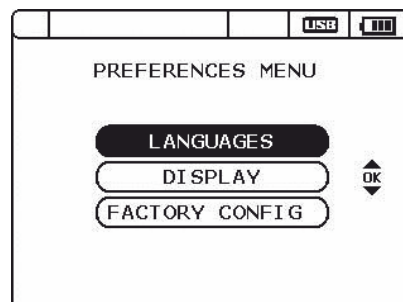 USB
PREFERENCES MENU
LANGUAGES
DISPLAY
OK
FACTORY CONFIG